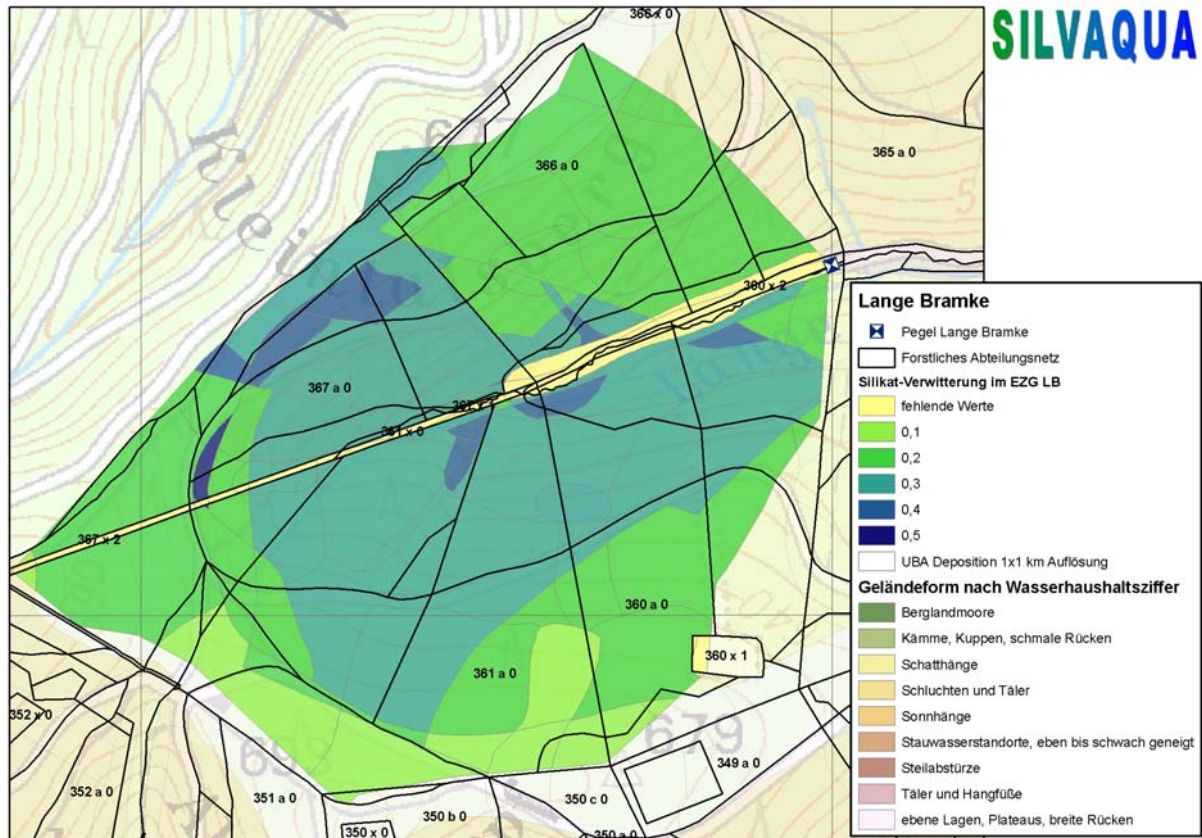 SILVAQUA
366 x 0
365 a 0
366 a 0
360 x 2
367 a 0
361 x 0
367 x 2
360 a 0
361 a 0
360 x 1
352 x 0
352 a 0
351 a 0
350 x 0
350 b 0
350 c 0
350 a 0
349 a 0
698
679
Lange Bramke
Pegel Lange Bramke
Forstliches Abteilungsnetz
Silikat-Verwitterung im EZG LB
fehlende Werte
0,1
0,2
0,3
0,4
0,5
UBA Deposition 1x1 km Auflösung
Geländeform nach Wasserhaushaltsziffer
Berglandmoore
Kämme, Kuppen, schmale Rücken
Schatthänge
Schluchten und Täler
Sonnhänge
Stauwasserstandorte, eben bis schwach geneigt
Steilabstürze
Täler und Hangfüße
ebene Lagen, Plateaus, breite Rücken